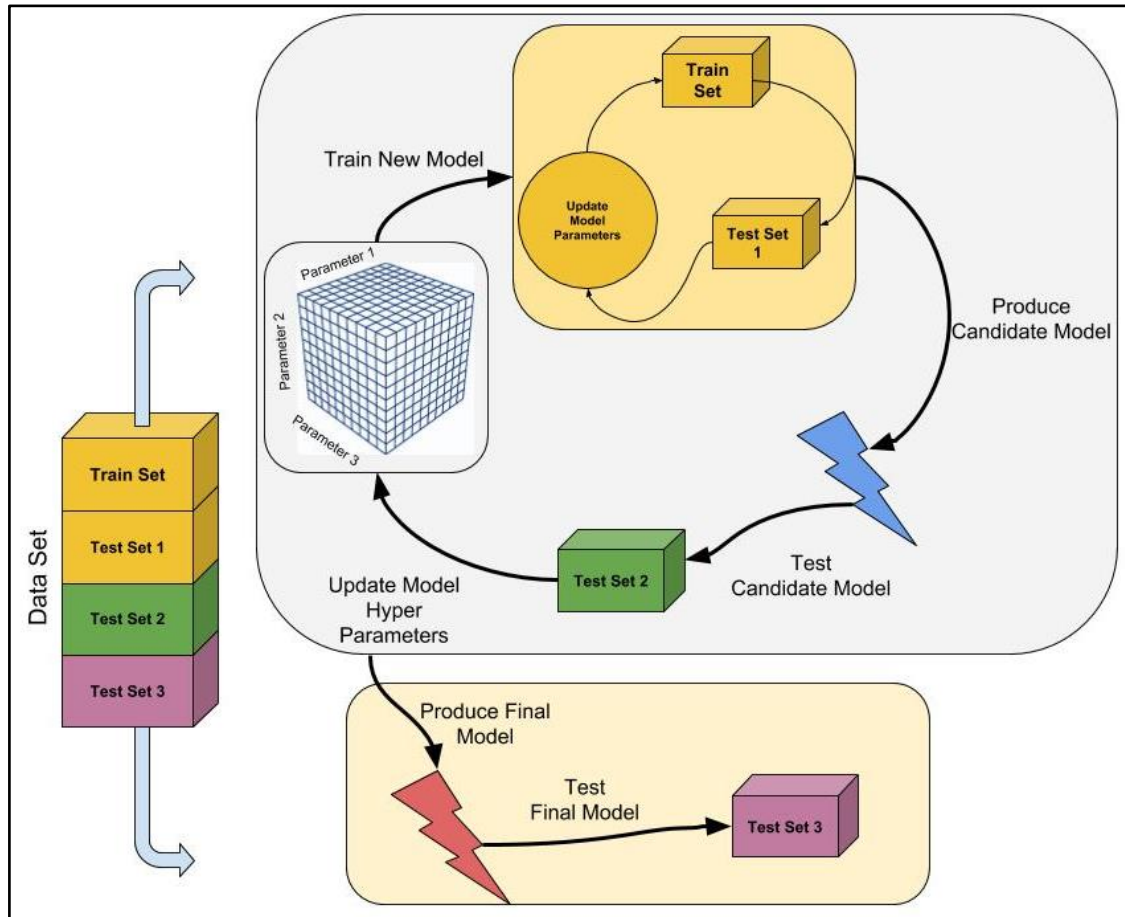 Train
Set
Train New Model
Update
Model
Parameters
Test Set
1
Parameter 1
Parameter 2
Parameter 3
Produce
Candidate Model
Data Set
Train Set
Test Set 1
Test Set 2
Test Set 3
Test Set 2
Test
Candidate Model
Update Model
Hyper
Parameters
Produce Final
Model
Test
Final Model
Test Set 3